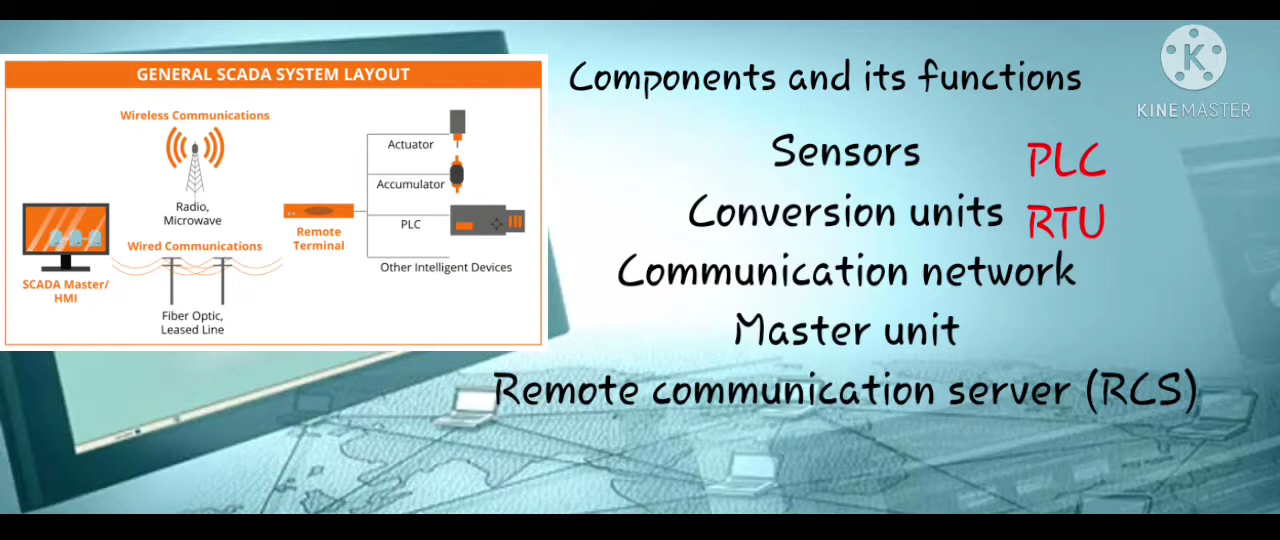 GENERAL SCADA SYSTEM LAYOUT
Wireless Communications
Radio,
Microwave
Wired Communications
SCADA Master/
HMI
Fiber Optic,
Leased Line
Remote
Terminal
Actuator
Accumulator
PLC
Other Intelligent Devices
Components and its functions
Sensors
PLC
Conversion units
RTU
Communication network
Master unit
Remote communication server (RCS)
K
KINEMASTER